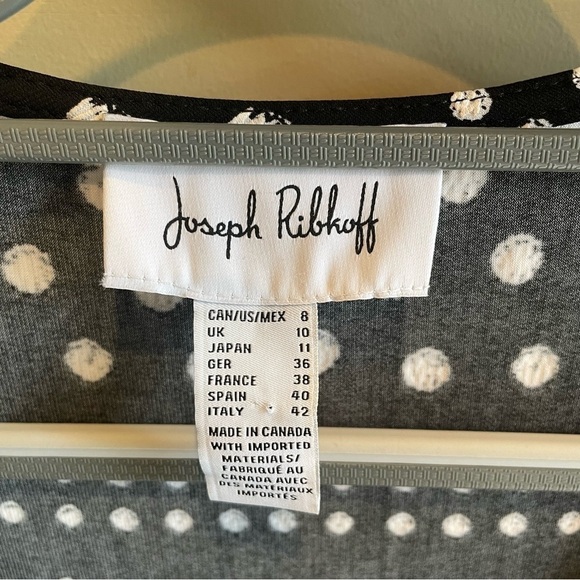 Joseph Ribkoff
CAN/US/MEX 8
UK 10
JAPAN 11
GER 36
FRANCE 38
SPAIN 40
ITALY 42
MADE IN CANADA
WITH IMPORTED
MATERIALS/
FABRIQUÉ AU
CANADA AVEC
DES MATÉRIAUX
IMPORTÉS